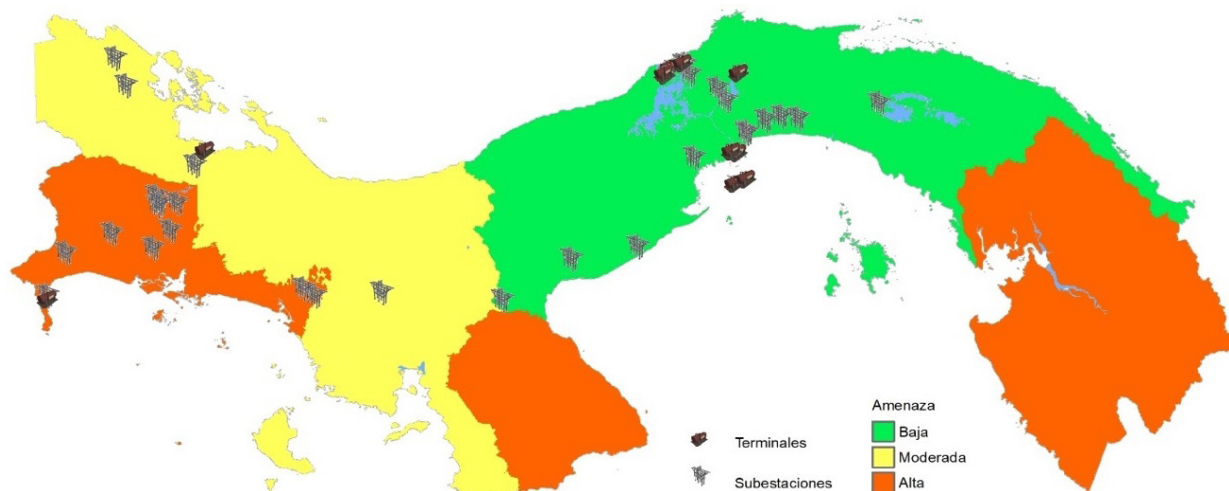 Amenaza
Baja
Terminales
Moderada
Subestaciones
Alta